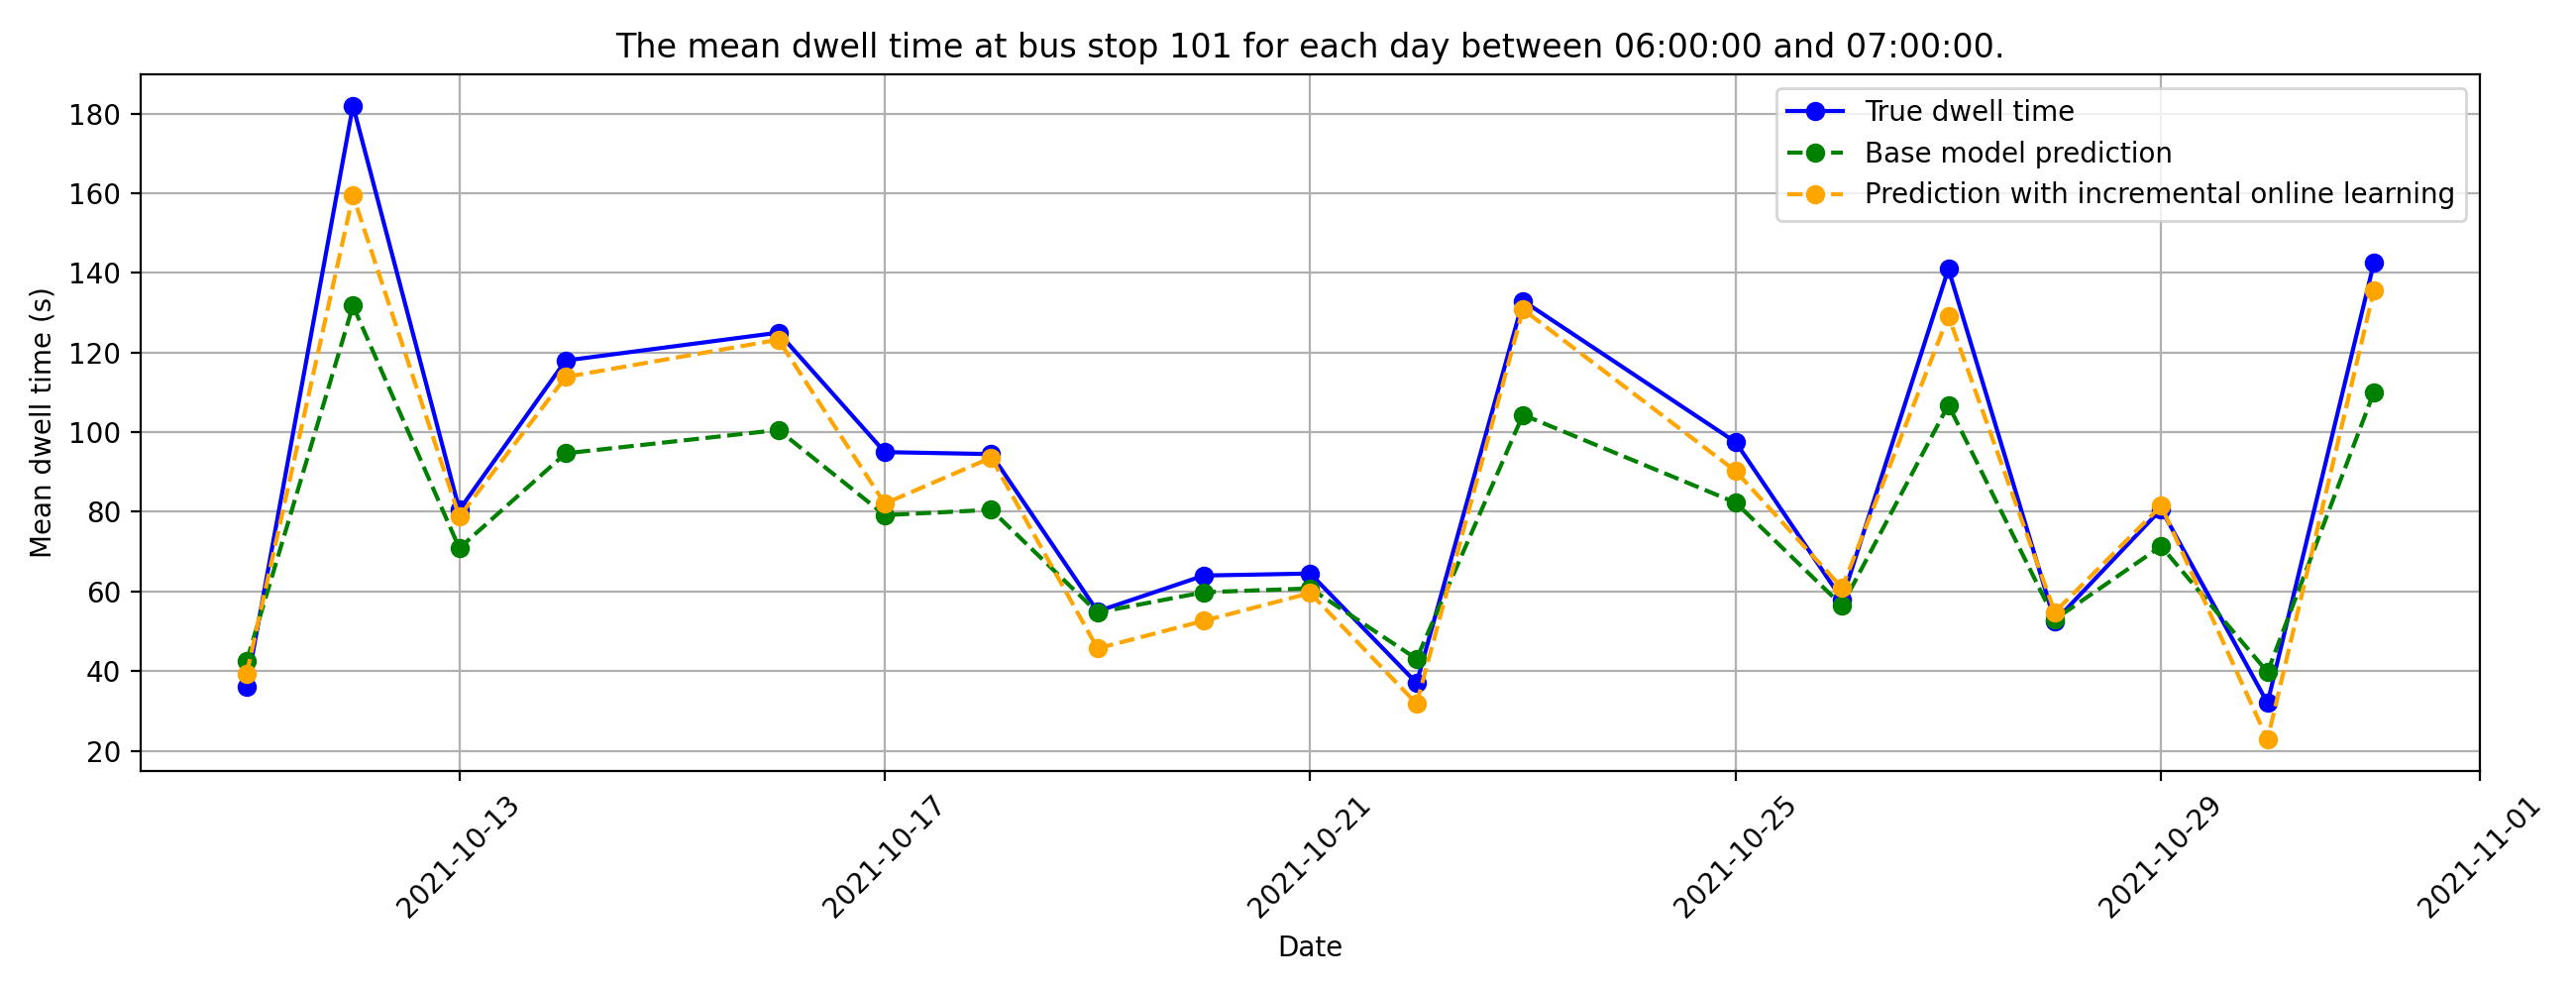 The mean dwell time at bus stop 101 for each day between 06:00:00 and 07:00:00.
True dwell time
Base model prediction
Prediction with incremental online learning
Mean dwell time (s)
180
160
140
120
100
80
60
40
20
2021-10-13
2021-10-17
2021-10-21
2021-10-25
2021-10-29
2021-11-01
Date